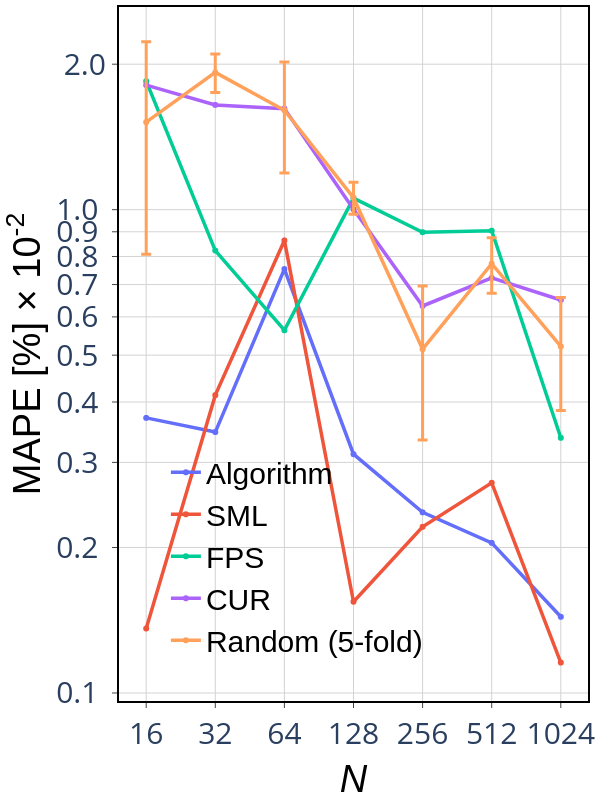 MAPE [%] × 10⁻²
2.0
1.0
0.9
0.8
0.7
0.6
0.5
0.4
0.3
0.2
0.1
Algorithm
SML
FPS
CUR
Random (5-fold)
16 32 64 128 256 512 1024
N